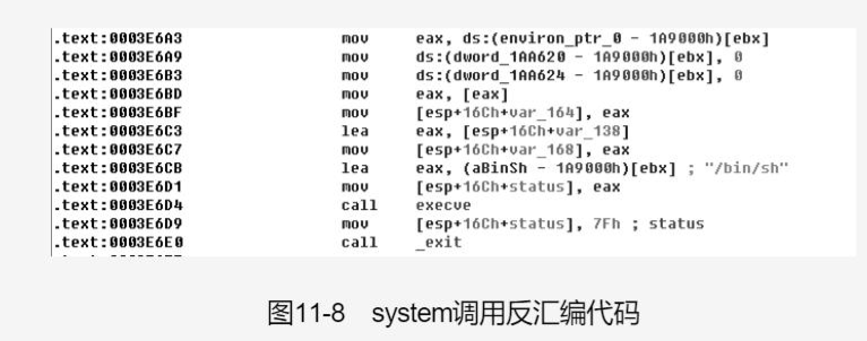 .text:0003E6A3 mov eax, ds:(environ_ptr_0 - 1A9000h)[ebx]
.text:0003E6A9 mov ds:(dword_1AA620 - 1A9000h)[ebx], 0
.text:0003E6B3 mov ds:(dword_1AA624 - 1A9000h)[ebx], 0
.text:0003E6BD mov eax, [eax]
.text:0003E6BF mov [esp+16Ch+var_164], eax
.text:0003E6C3 lea eax, [esp+16Ch+var_138]
.text:0003E6C7 mov [esp+16Ch+var_168], eax
.text:0003E6CB lea eax, (aBinSh - 1A9000h)[ebx] ; "/bin/sh"
.text:0003E6D1 mov [esp+16Ch+status], eax
.text:0003E6D4 call execve
.text:0003E6D9 mov [esp+16Ch+status], 7Fh ; status
.text:0003E6E0 call _exit
图11-8 system调用反汇编代码